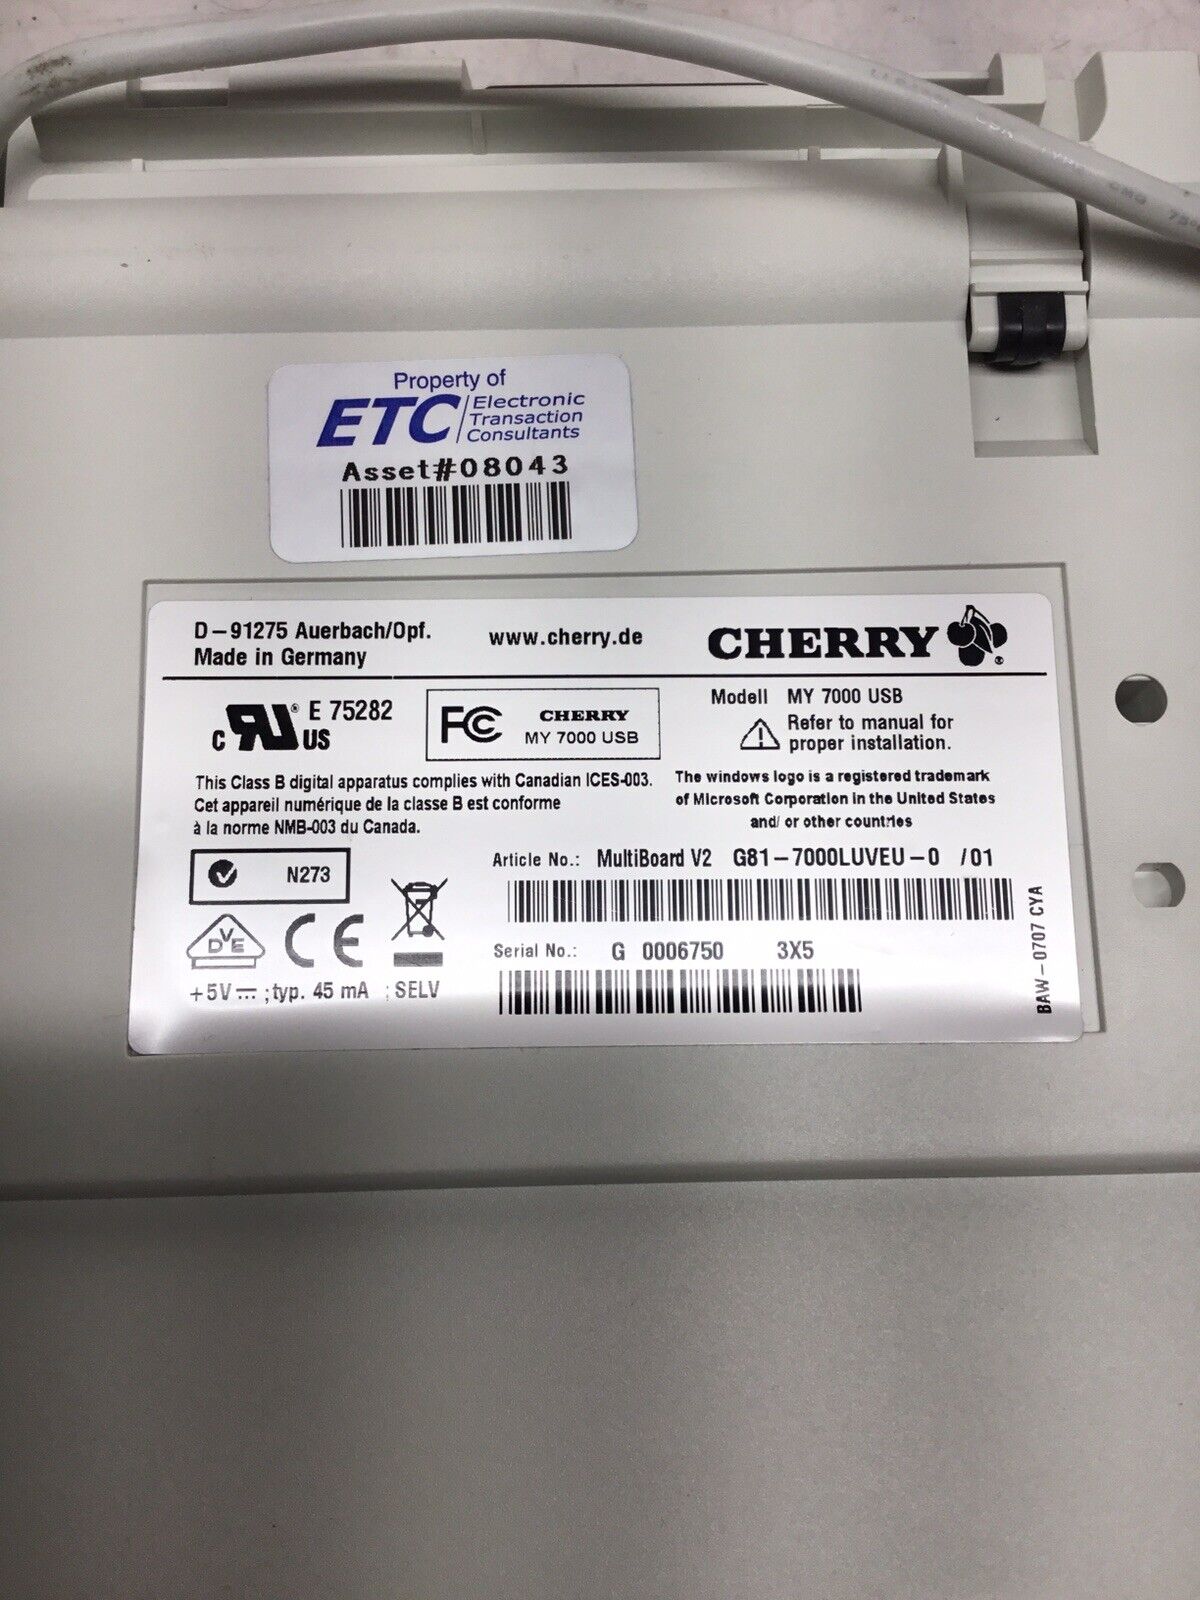 Property of
ETC Electronic
Transaction
Consultants
Asset#08043
D-91275 Auerbach/Opf.
Made in Germany
www.cherry.de
CHERRY
c RU US ® E 75282
FC CHERRY
MY 7000 USB
Modell MY 7000 USB
Refer to manual for
proper installation.
This Class B digital apparatus complies with Canadian ICES-003.
Cet appareil numérique de la classe B est conforme
à la norme NMB-003 du Canada.
The windows logo is a registered trademark
of Microsoft Corporation in the United States
and/ or other countries
N273
Article No.: MultiBoard V2 G81-7000LUVEU-0 /01
DVE CE
Serial No.: G 0006750 3X5
+5V ; typ. 45 mA ; SELV
BAW-0707 CYA